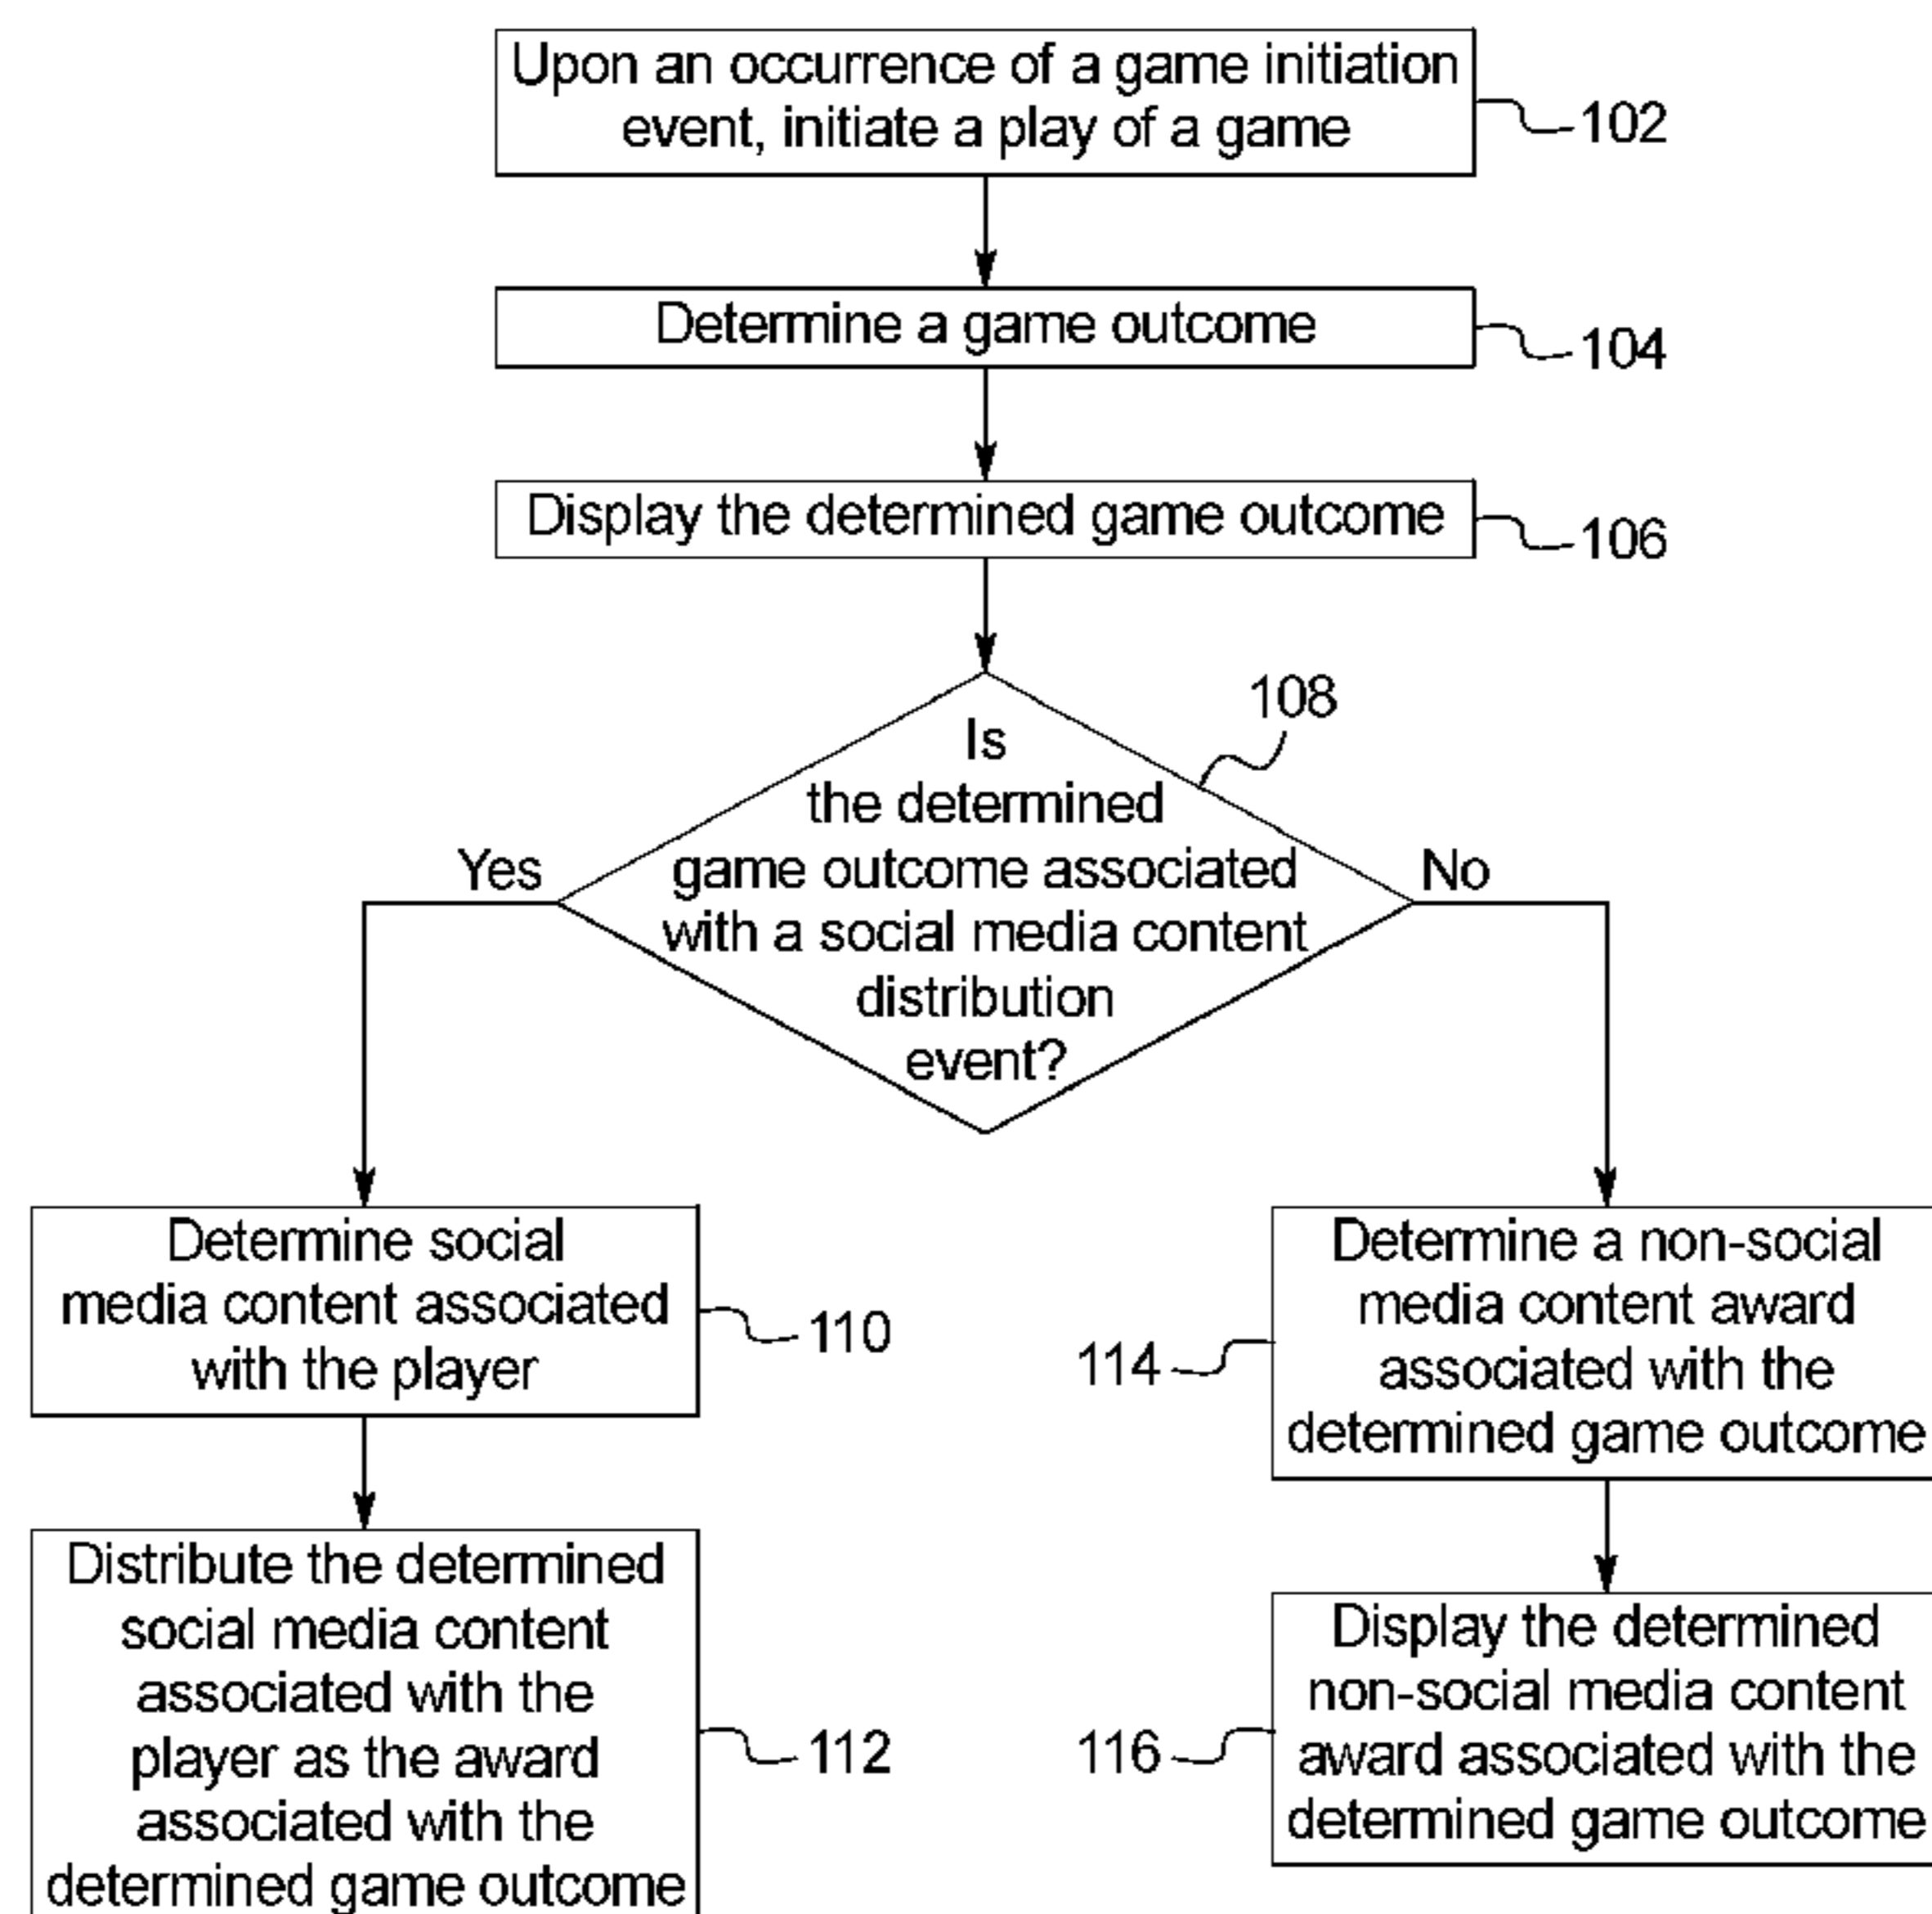 Upon an occurrence of a game initiation
event, initiate a play of a game
102
Determine a game outcome
104
Display the determined game outcome
106
108
Is
the determined
game outcome associated
with a social media content
distribution
event?
Yes
No
Determine social
media content associated
with the player
110
Distribute the determined
social media content
associated with the
player as the award
associated with the
determined game outcome
112
Determine a non-social
media content award
associated with the
determined game outcome
114
Display the determined
non-social media content
award associated with the
determined game outcome
116